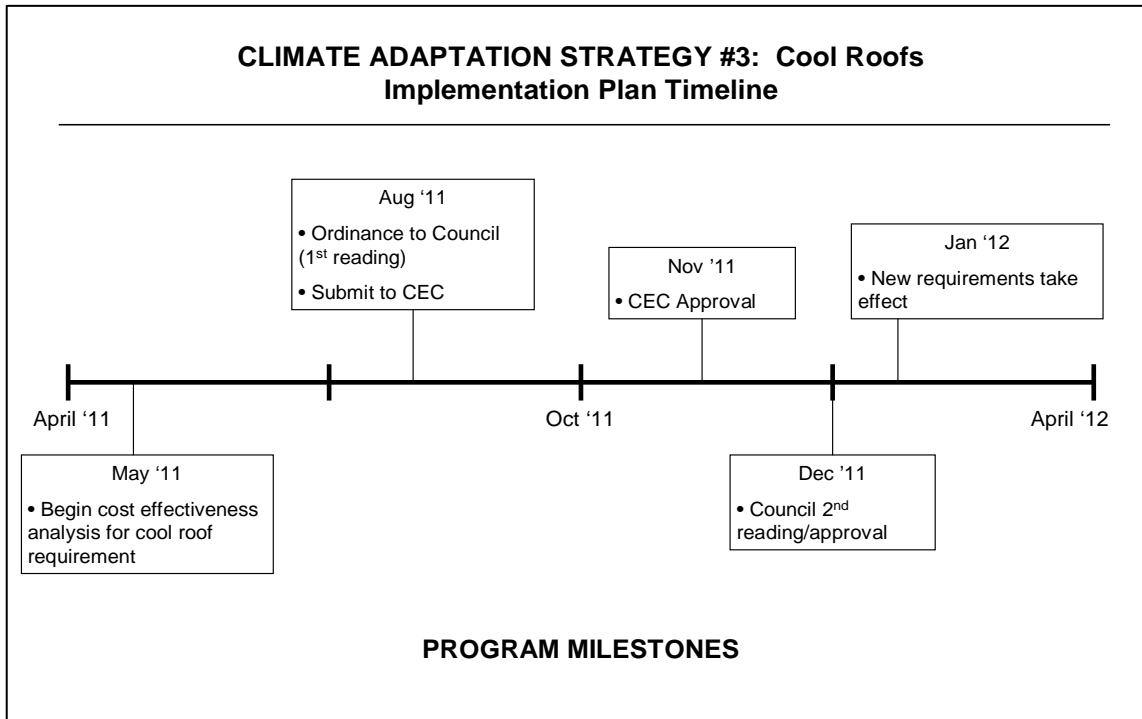 CLIMATE ADAPTATION STRATEGY #3:  Cool Roofs
Implementation Plan Timeline
Aug ‘11
• Ordinance to Council
(1st reading)
• Submit to CEC
Nov ’11
• CEC Approval
Jan ‘12
• New requirements take
effect
April ‘11
Oct ‘11
April ‘12
May ‘11
• Begin cost effectiveness
analysis for cool roof
requirement
Dec ‘11
• Council 2nd
reading/approval
PROGRAM MILESTONES